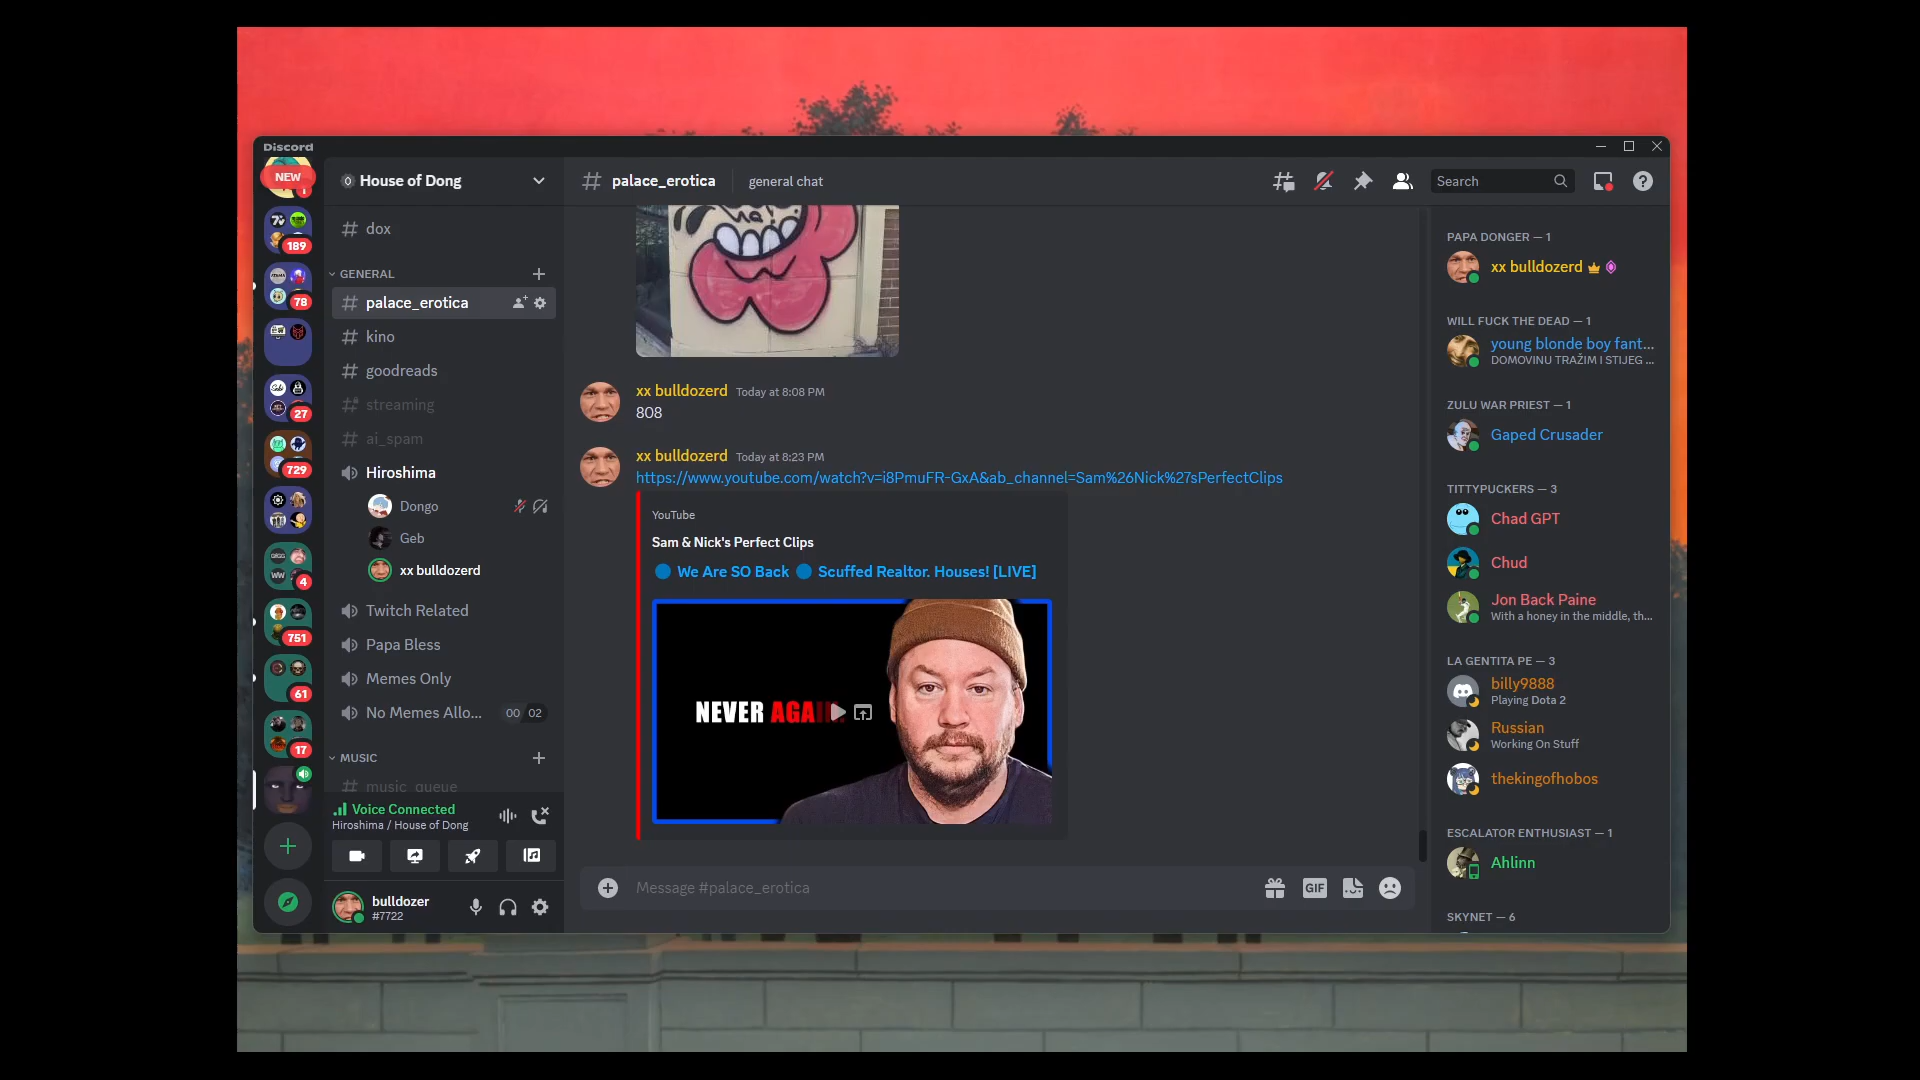 Discord
NEW
1
189
78
27
729
4
751
61
17
House of Dong
dox
GENERAL
palace_erotica
kino
goodreads
streaming
ai_spam
Hiroshima
Dongo
Geb
xx bulldozerd
Twitch Related
Papa Bless
Memes Only
No Memes Allo... 00 02
MUSIC
music_queue
Voice Connected
Hiroshima / House of Dong
bulldozer
#7722
palace_erotica general chat
Search
xx bulldozerd Today at 8:08 PM
808
xx bulldozerd Today at 8:23 PM
https://www.youtube.com/watch?v=i8PmuFR-GxA&ab_channel=Sam%26Nick%27sPerfectClips
YouTube
Sam & Nick's Perfect Clips
We Are SO Back Scuffed Realtor. Houses! [LIVE]
NEVER AGAIN
Message #palace_erotica
GIF
PAPA DONGER — 1
xx bulldozerd
WILL FUCK THE DEAD — 1
young blonde boy fant...
DOMOVINU TRAŽIM I STIJEG ...
ZULU WAR PRIEST — 1
Gaped Crusader
TITTYPUCKERS — 3
Chad GPT
Chud
Jon Back Paine
With a honey in the middle, th...
LA GENTITA PE — 3
billy9888
Playing Dota 2
Russian
Working On Stuff
thekingofhobos
ESCALATOR ENTHUSIAST — 1
Ahlinn
SKYNET — 6